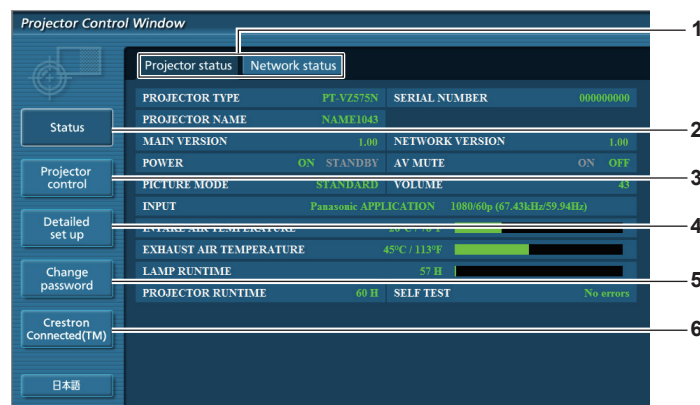 Projector Control Window
1
Projector status Network status
PROJECTOR TYPE PT-VZ575N SERIAL NUMBER 000000000
PROJECTOR NAME NAME1043
Status
2
MAIN VERSION 1.00 NETWORK VERSION 1.00
POWER ON STANDBY AV MUTE ON OFF
Projector
control
3
PICTURE MODE STANDARD VOLUME 43
INPUT Panasonic APPLICATION 1080/60p (67.43kHz/59.94Hz)
Detailed
set up
4
INTAKE AIR TEMPERATURE
EXHAUST AIR TEMPERATURE 45°C / 113°F
Change
password
5
LAMP RUNTIME 57 H
PROJECTOR RUNTIME 60 H SELF TEST No errors
Crestron
Connected(TM)
6
日本語